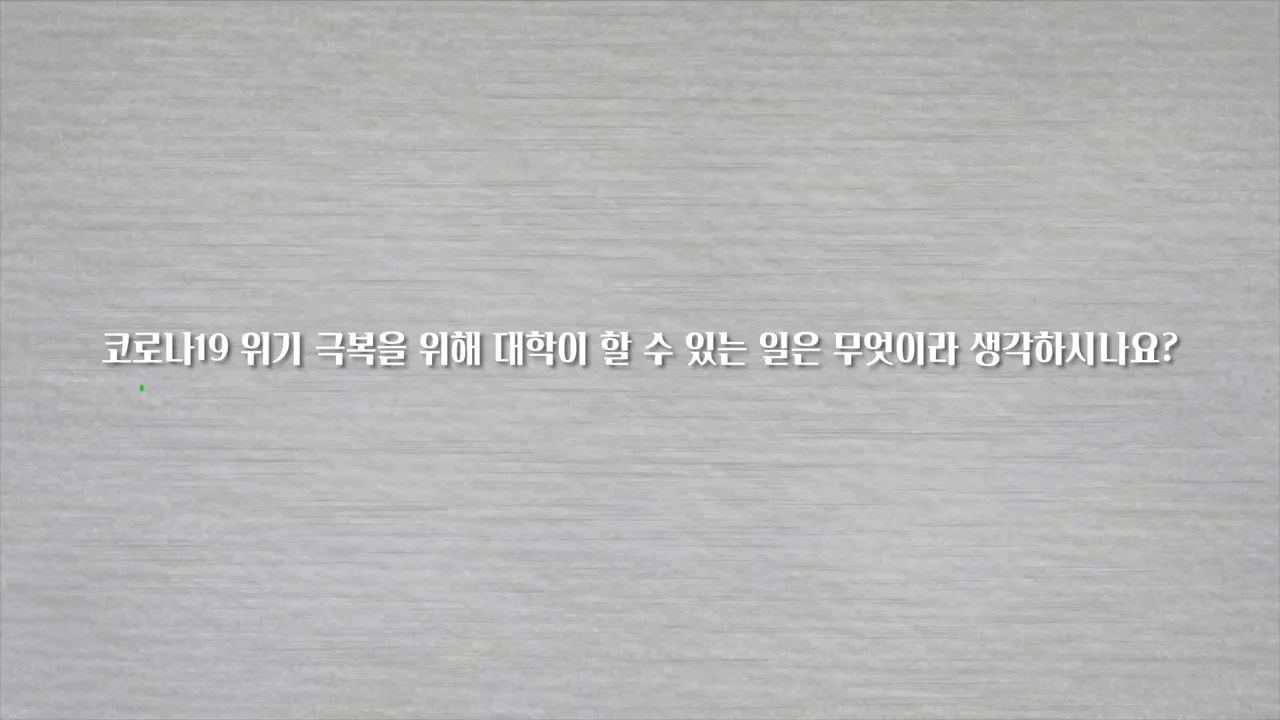 코로나19 위기 극복을 위해 대학이 할 수 있는 일은 무엇이라 생각하시나요?